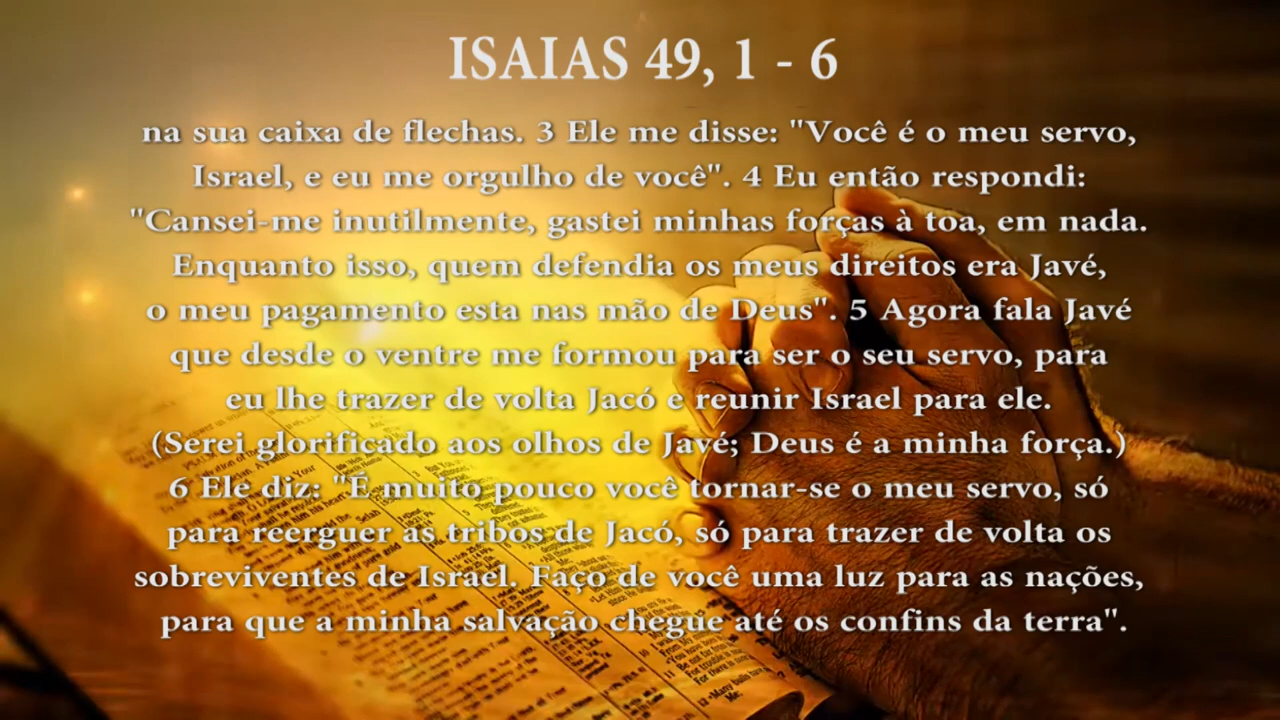 ISAIAS 49, 1 - 6
na sua caixa de flechas. 3 Ele me disse: "Você é o meu servo,
Israel, e eu me orgulho de você". 4 Eu então respondi:
"Cansei-me inutilmente, gastei minhas forças à toa, em nada.
Enquanto isso, quem defendia os meus direitos era Javé,
o meu pagamento esta nas mão de Deus". 5 Agora fala Javé
que desde o ventre me formou para ser o seu servo, para
eu lhe trazer de volta Jacó e reunir Israel para ele.
(Serei glorificado aos olhos de Javé; Deus é a minha força.)
6 Ele diz: "É muito pouco você tornar-se o meu servo, só
para reerguer as tribos de Jacó, só para trazer de volta os
sobreviventes de Israel. Faço de você uma luz para as nações,
para que a minha salvação chegue até os confins da terra".